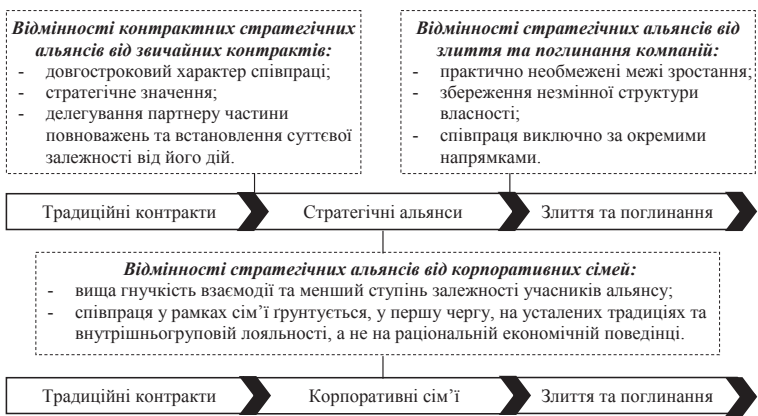 Відмінності контрактних стратегічних
альянсів від звичайних контрактів:
- довгостроковий характер співпраці;
- стратегічне значення;
- делегування партнеру частини
повноважень та встановлення суттєвої
залежності від його дій.
Відмінності стратегічних альянсів від
злиття та поглинання компаній:
- практично необмежені межі зростання;
- збереження незмінної структури
власності;
- співпраця виключно за окремими
напрямками.
Традиційні контракти
Стратегічні альянси
Злиття та поглинання
Відмінності стратегічних альянсів від корпоративних сімей:
- вища гнучкість взаємодії та менший ступінь залежності учасників альянсу;
- співпраця у рамках сім’ї ґрунтується, у першу чергу, на усталених традиціях та
внутрішньогруповій лояльності, а не на раціональній економічній поведінці.
Традиційні контракти
Корпоративні сім’ї
Злиття та поглинання